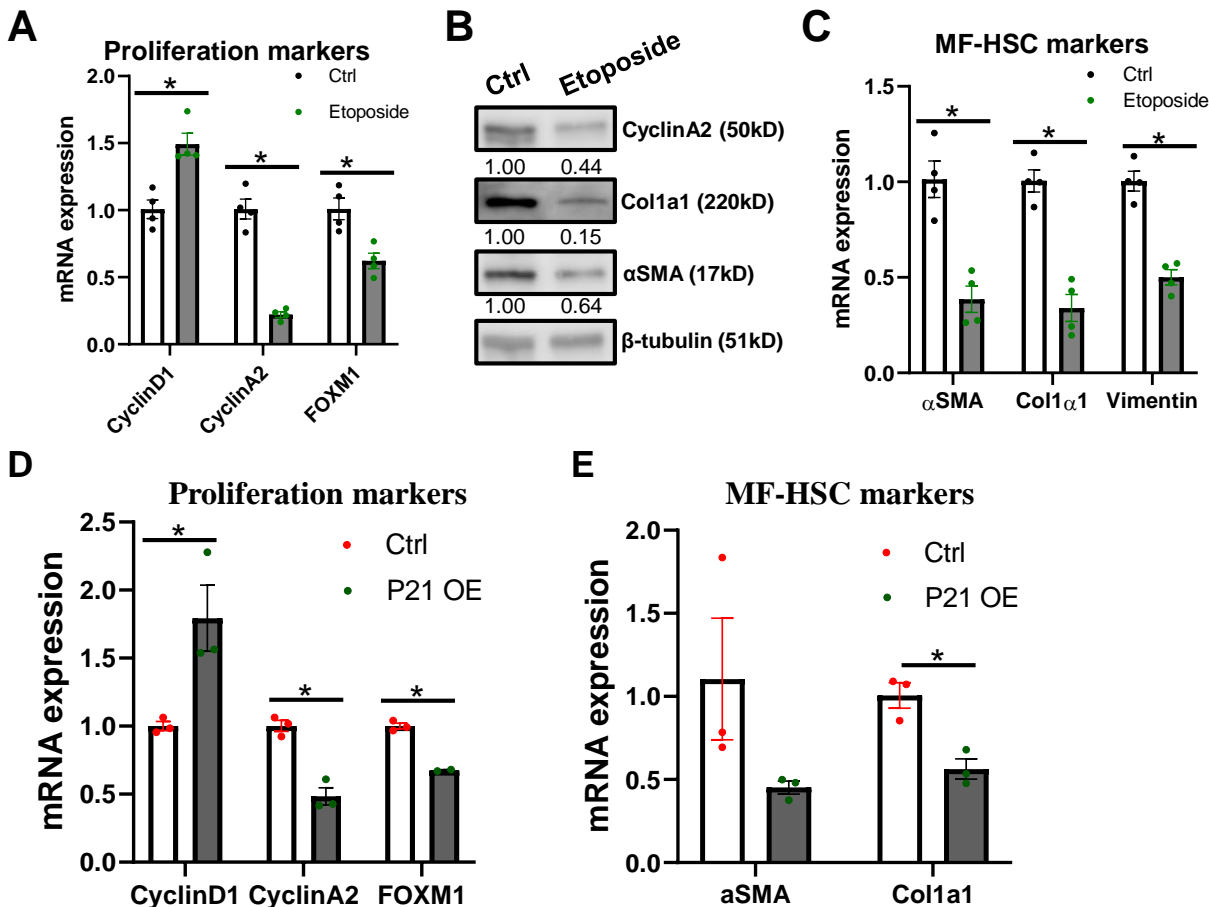 A
Proliferation markers
Ctrl
Etoposide
*
*
*
mRNA expression
2.0
1.5
1.0
0.5
0.0
CyclinD1
CyclinA2
FOXM1
B
Ctrl Etoposide
CyclinA2 (50kD)
1.00 0.44
Col1a1 (220kD)
1.00 0.15
αSMA (17kD)
1.00 0.64
β-tubulin (51kD)
C
MF-HSC markers
Ctrl
Etoposide
*
*
*
mRNA expression
1.5
1.0
0.5
0.0
αSMA Col1α1 Vimentin
D
Proliferation markers
Ctrl
P21 OE
*
*
*
mRNA expression
2.5
2.0
1.5
1.0
0.5
0.0
CyclinD1 CyclinA2 FOXM1
E
MF-HSC markers
Ctrl
P21 OE
*
mRNA expression
2.0
1.5
1.0
0.5
0.0
aSMA Col1a1